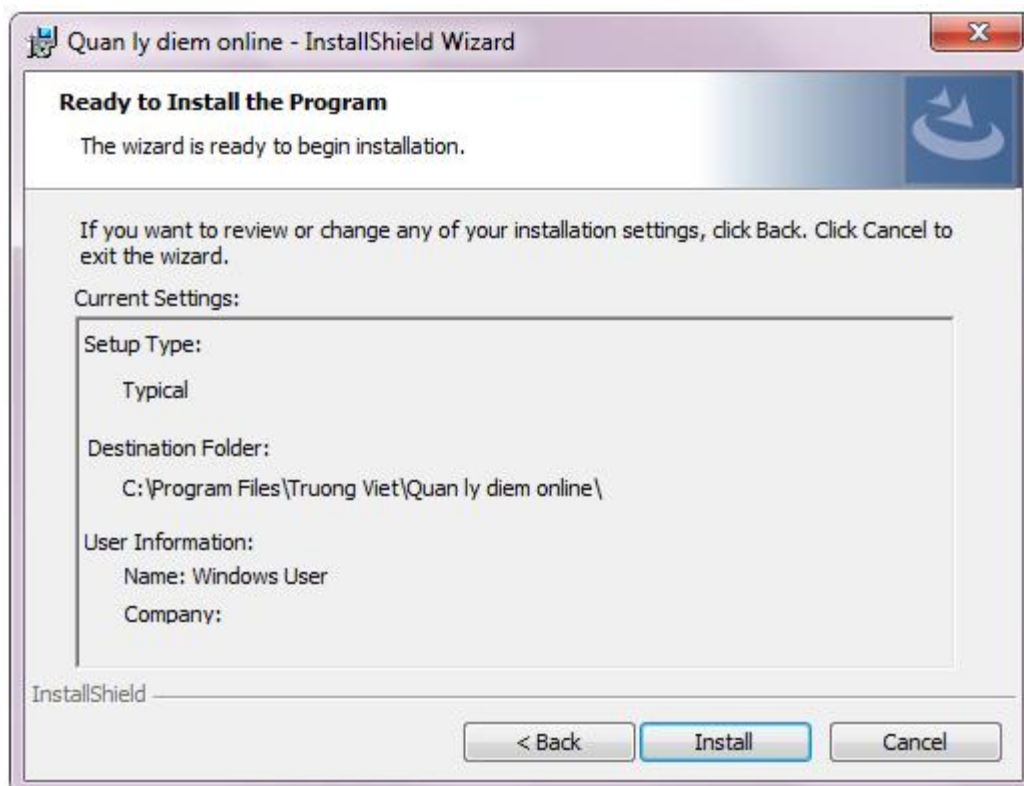 Quan ly diem online - InstallShield Wizard
Ready to Install the Program
The wizard is ready to begin installation.
If you want to review or change any of your installation settings, click Back. Click Cancel to
exit the wizard.
Current Settings:
Setup Type:
Typical
Destination Folder:
C:\Program Files\Truong Viet\Quan ly diem online\
User Information:
Name: Windows User
Company:
InstallShield
< Back
Install
Cancel